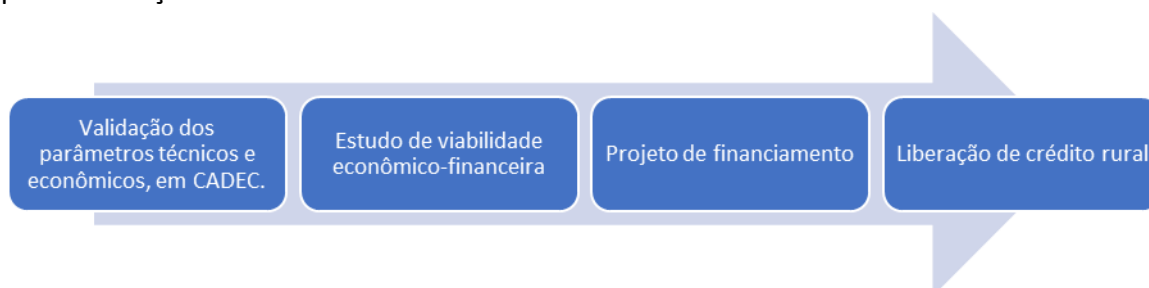 Validação dos
parâmetros técnicos e
econômicos, em CADEC.
Estudo de viabilidade
econômico-financeira
Projeto de financiamento
Liberação de crédito rural